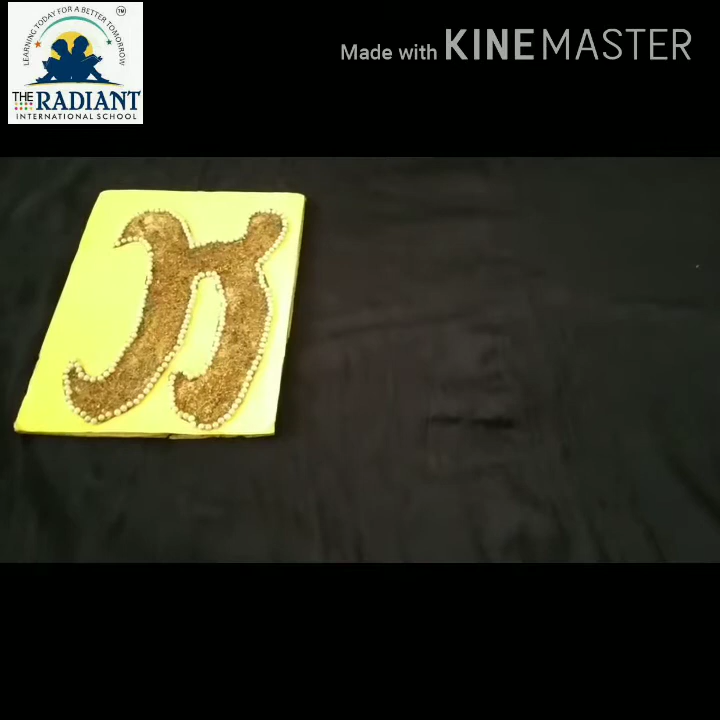 LEARNING TODAY FOR A BETTER TOMORROW
TM
THE RADIANT
INTERNATIONAL SCHOOL
Made with KINEMASTER
જ